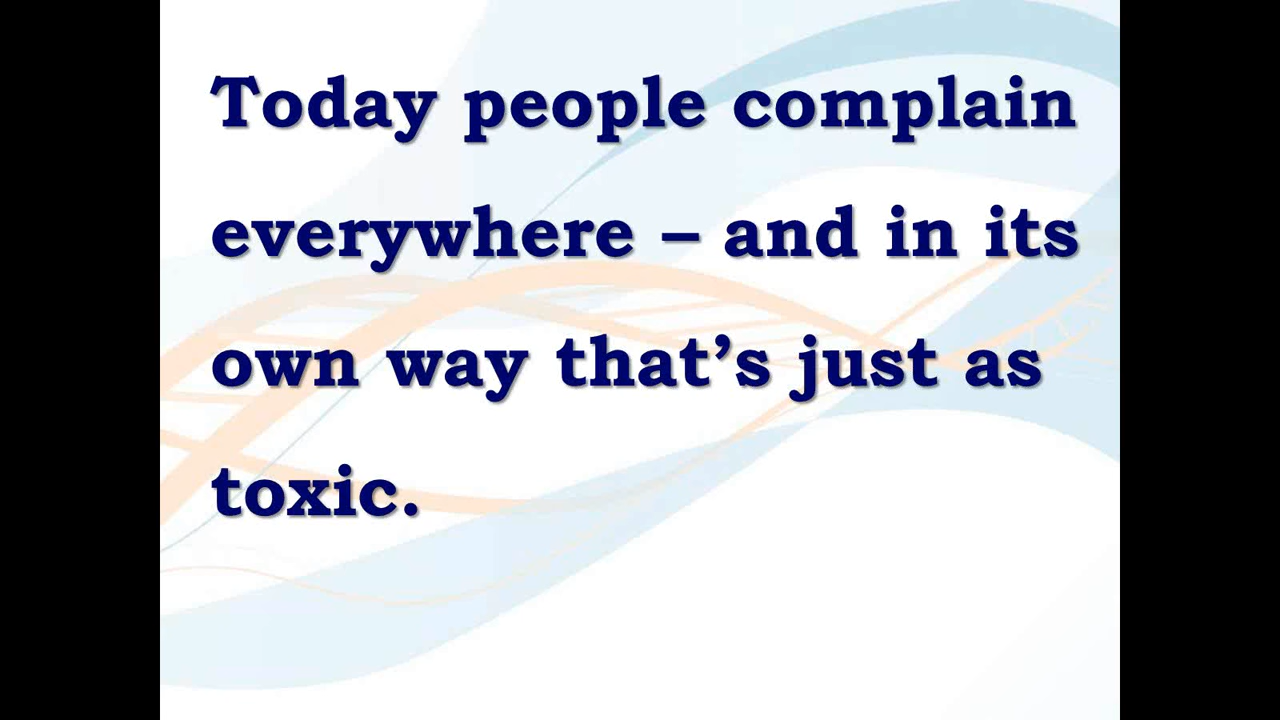 Today people complain
everywhere – and in its
own way that’s just as
toxic.